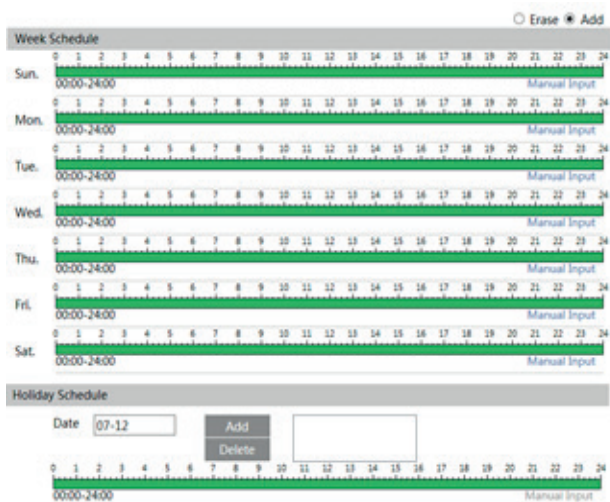 Erase Add
Week Schedule
0 1 2 3 4 5 6 7 8 9 10 11 12 13 14 15 16 17 18 19 20 21 22 23 24
Sun.
00:00-24:00 Manual Input
0 1 2 3 4 5 6 7 8 9 10 11 12 13 14 15 16 17 18 19 20 21 22 23 24
Mon.
00:00-24:00 Manual Input
0 1 2 3 4 5 6 7 8 9 10 11 12 13 14 15 16 17 18 19 20 21 22 23 24
Tue.
00:00-24:00 Manual Input
0 1 2 3 4 5 6 7 8 9 10 11 12 13 14 15 16 17 18 19 20 21 22 23 24
Wed.
00:00-24:00 Manual Input
0 1 2 3 4 5 6 7 8 9 10 11 12 13 14 15 16 17 18 19 20 21 22 23 24
Thu.
00:00-24:00 Manual Input
0 1 2 3 4 5 6 7 8 9 10 11 12 13 14 15 16 17 18 19 20 21 22 23 24
Fri.
00:00-24:00 Manual Input
0 1 2 3 4 5 6 7 8 9 10 11 12 13 14 15 16 17 18 19 20 21 22 23 24
Sat.
00:00-24:00 Manual Input
Holiday Schedule
Date 07-12 Add
Delete
0 1 2 3 4 5 6 7 8 9 10 11 12 13 14 15 16 17 18 19 20 21 22 23 24
00:00-24:00 Manual Input